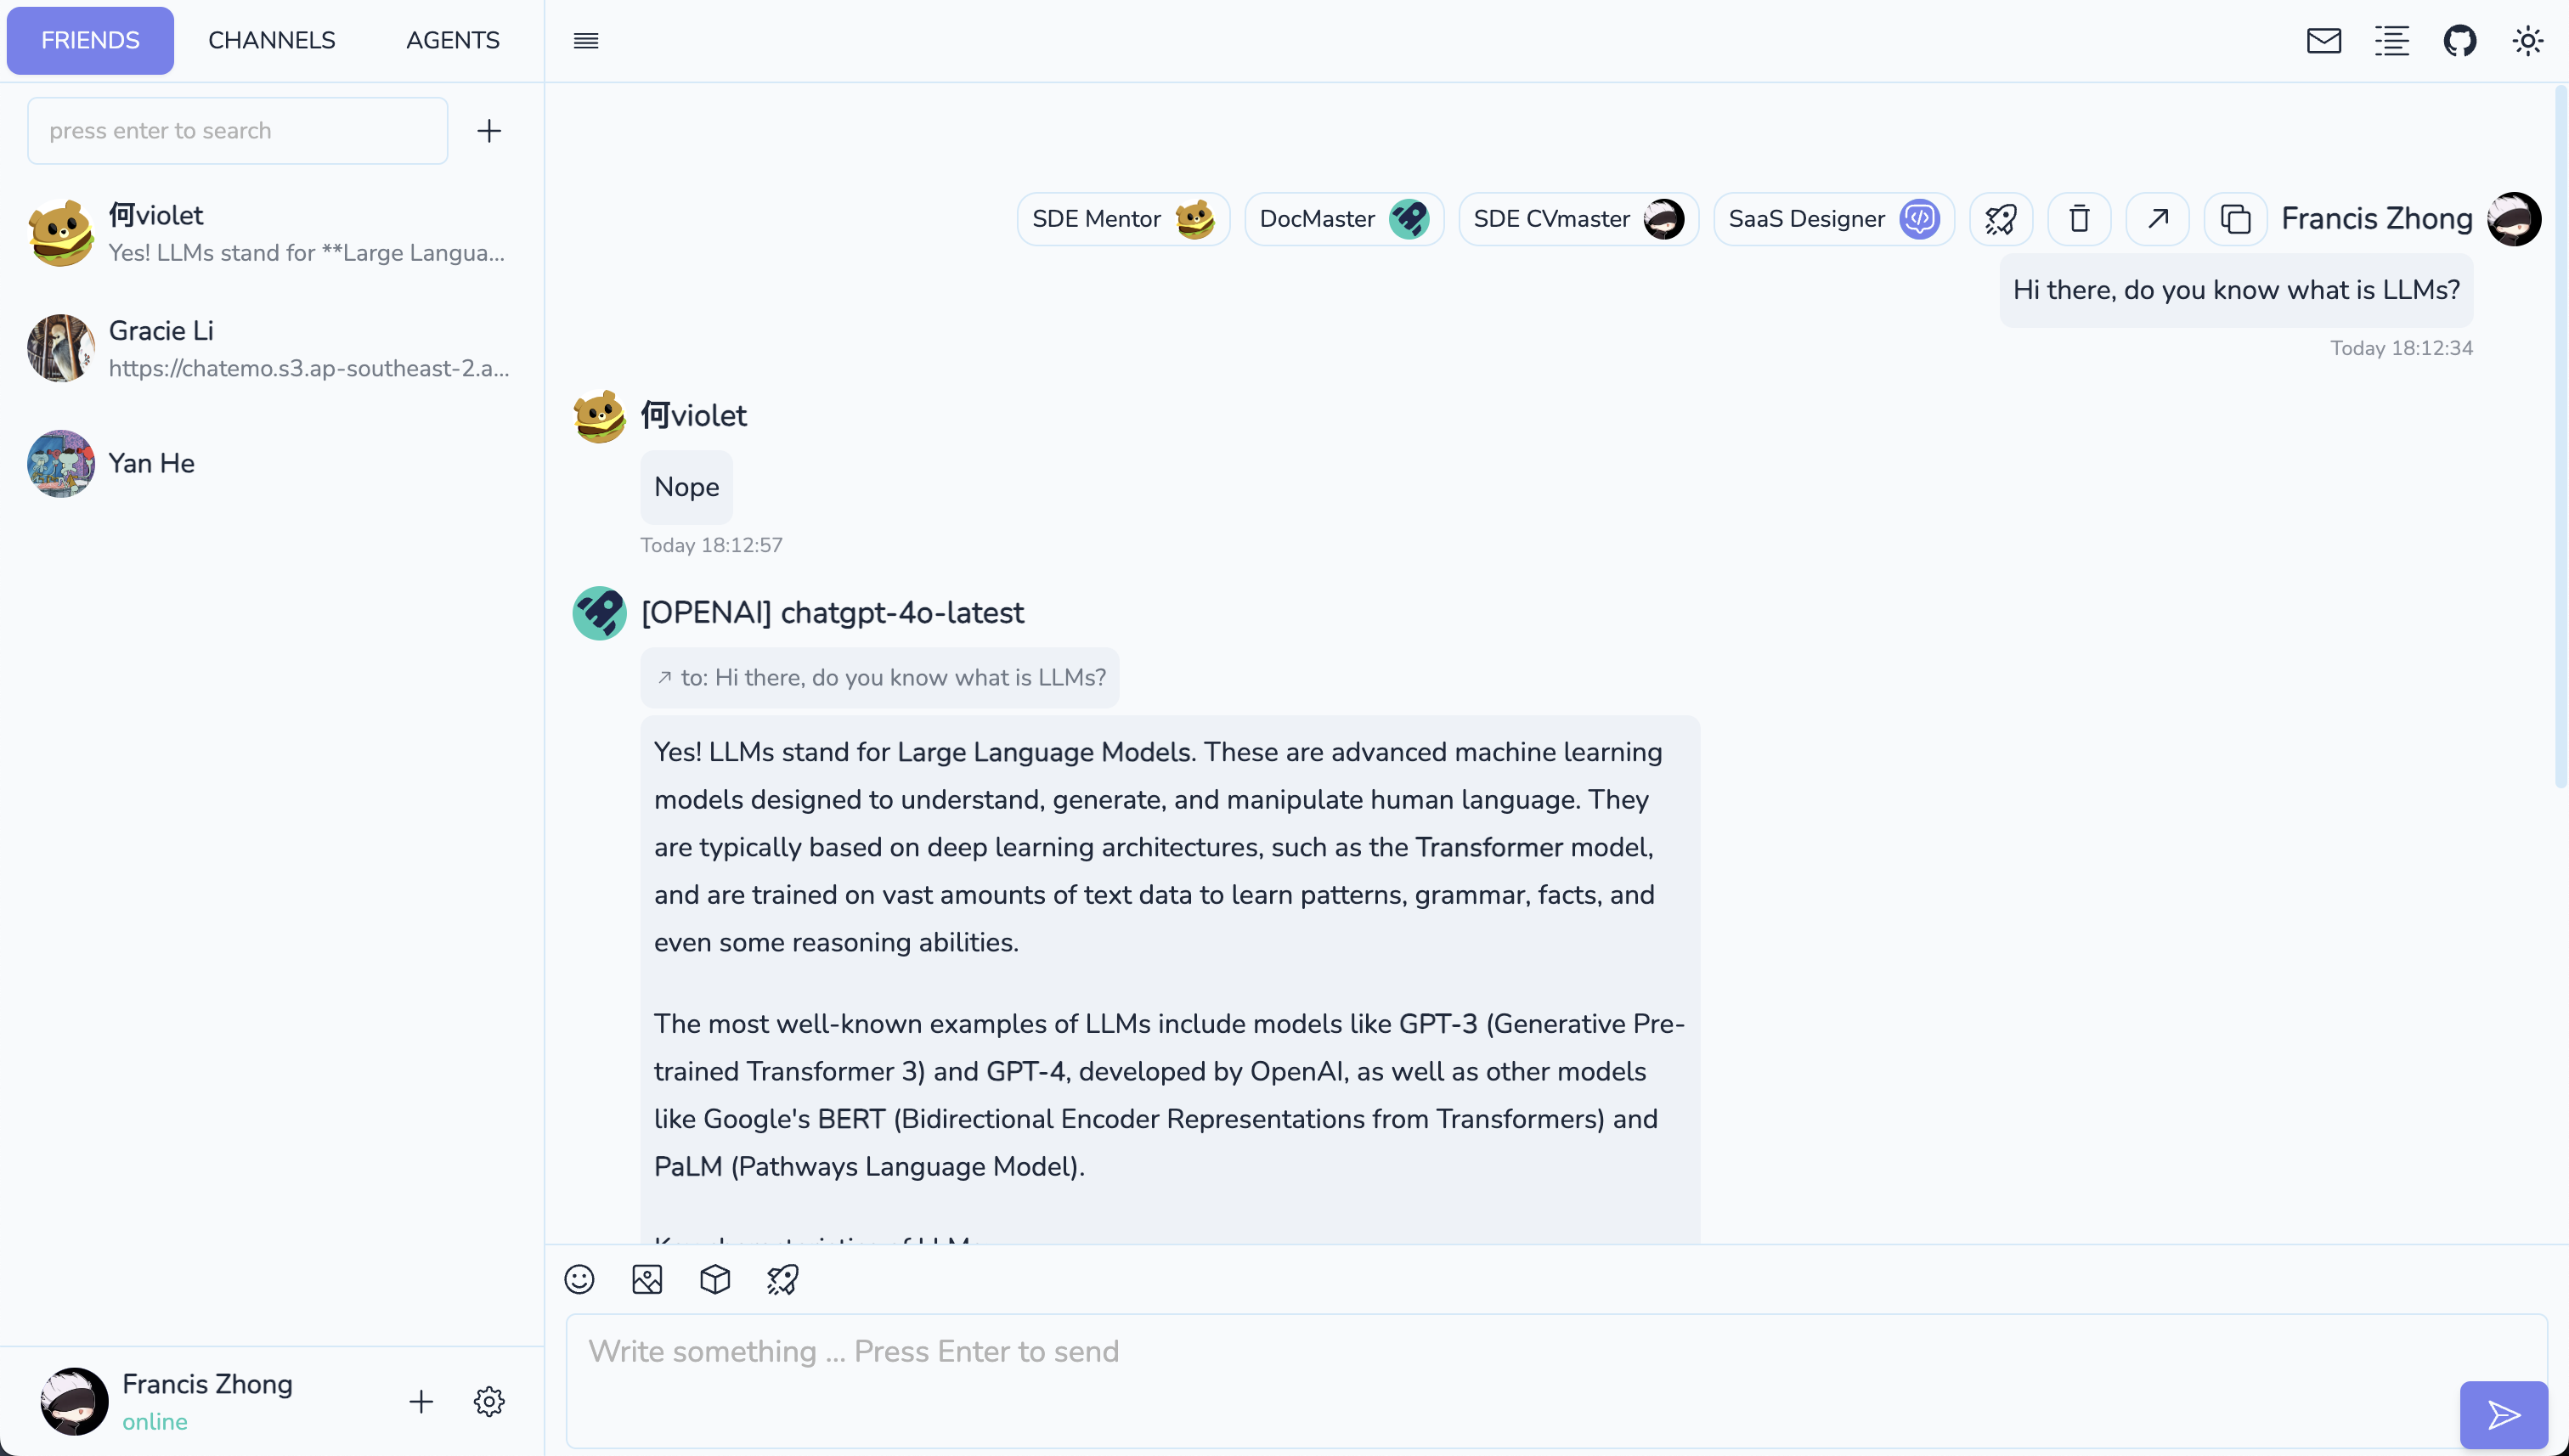 FRIENDS
CHANNELS
AGENTS
press enter to search
何violet
Yes! LLMs stand for **Large Langua...
Gracie Li
https://chatemo.s3.ap-southeast-2.a...
Yan He
Francis Zhong
online
SDE Mentor
DocMaster
SDE CVmaster
SaaS Designer
Francis Zhong
Hi there, do you know what is LLMs?
Today 18:12:34
何violet
Nope
Today 18:12:57
[OPENAI] chatgpt-4o-latest
to: Hi there, do you know what is LLMs?
Yes! LLMs stand for Large Language Models. These are advanced machine learning
models designed to understand, generate, and manipulate human language. They
are typically based on deep learning architectures, such as the Transformer model,
and are trained on vast amounts of text data to learn patterns, grammar, facts, and
even some reasoning abilities.
The most well-known examples of LLMs include models like GPT-3 (Generative Pre-
trained Transformer 3) and GPT-4, developed by OpenAI, as well as other models
like Google's BERT (Bidirectional Encoder Representations from Transformers) and
PaLM (Pathways Language Model).
Write something ... Press Enter to send